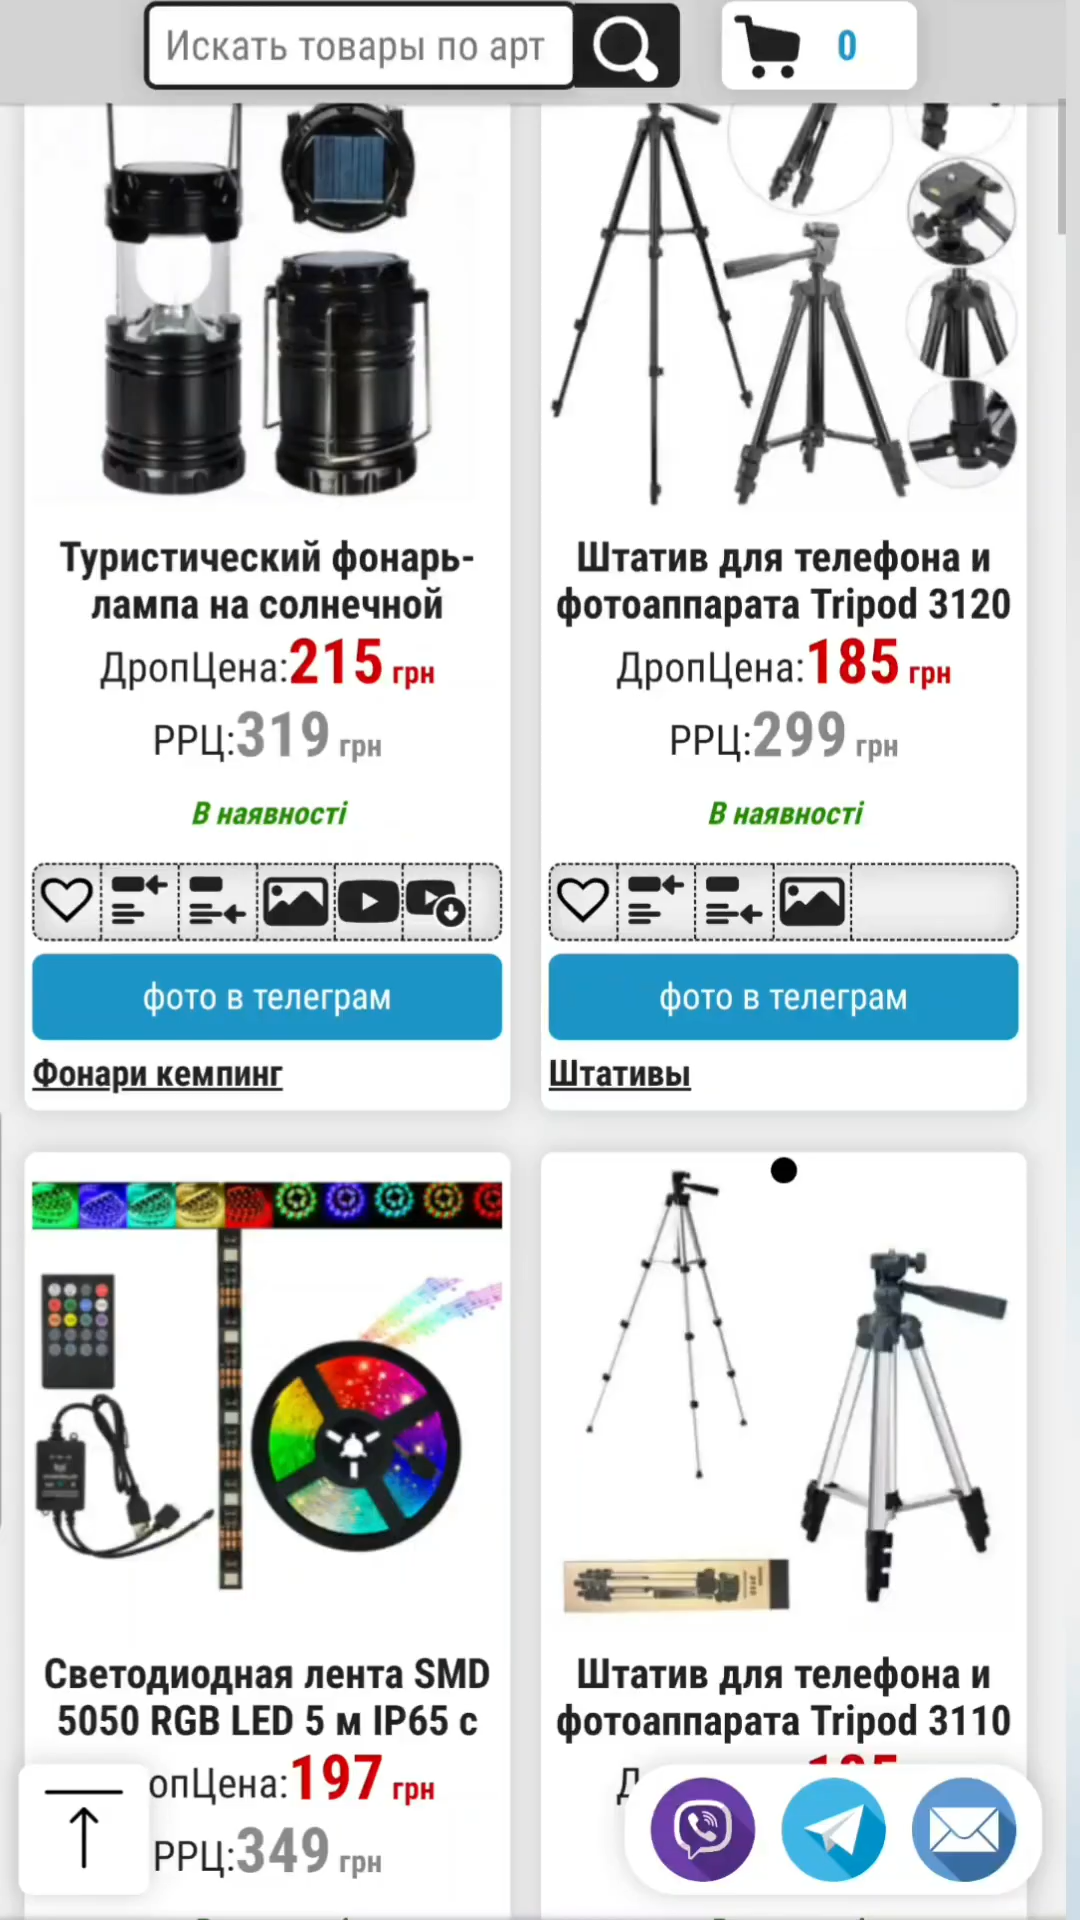 Искать товары по арт
0
Туристический фонарь-
лампа на солнечной
ДропЦена:215 грн
РРЦ:319 грн
В наявності
фото в телеграм
Фонари кемпинг
Штатив для телефона и
фотоаппарата Tripod 3120
ДропЦена:185 грн
РРЦ:299 грн
В наявності
фото в телеграм
Штативы
Светодиодная лента SMD
5050 RGB LED 5 м IP65 с
опЦена:197 грн
РРЦ:349 грн
Штатив для телефона и
фотоаппарата Tripod 3110